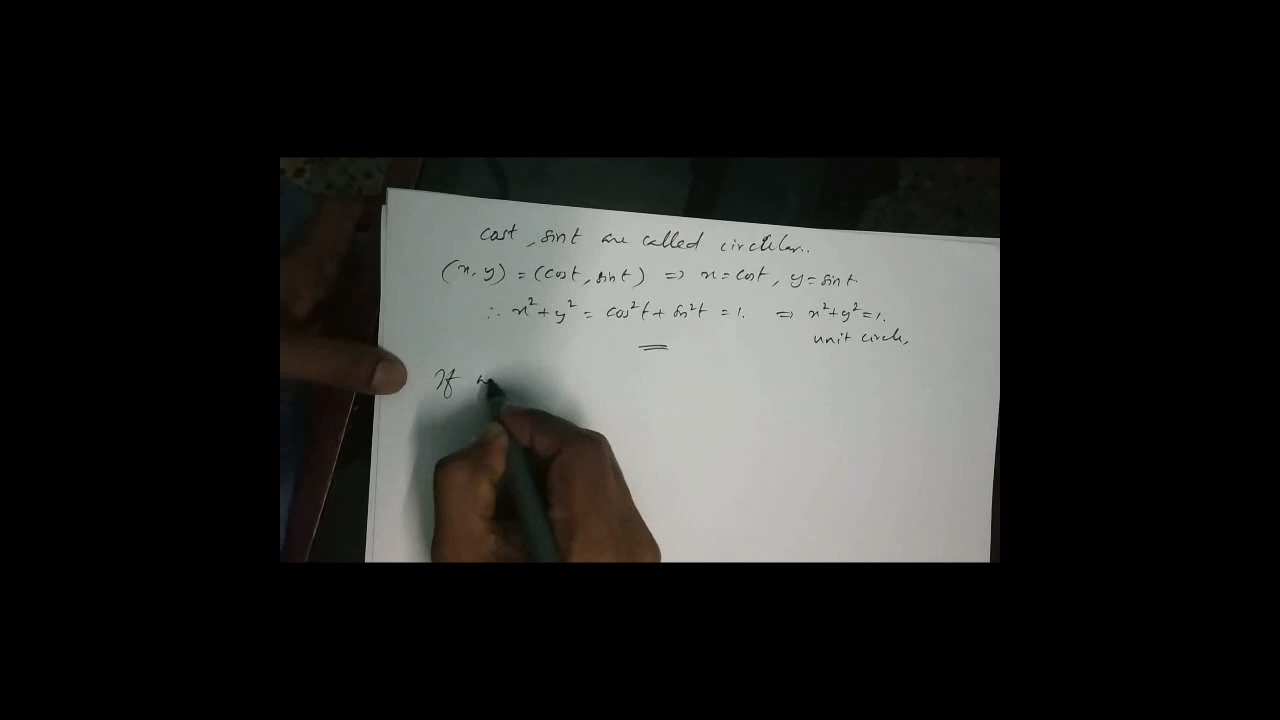 cost, sint are called circular.
(x, y) = (cost, sint) ⇒ x = cost, y = sint
∴ x² + y² = cos²t + sin²t = 1. ⇒ x² + y² = 1.
unit circle,
If